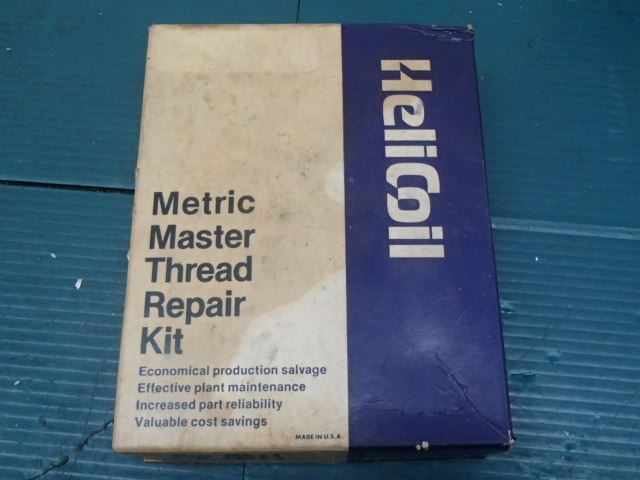 HeliCoil
Metric
Master
Thread
Repair
Kit
Economical production salvage
Effective plant maintenance
Increased part reliability
Valuable cost savings
MADE IN U.S.A.